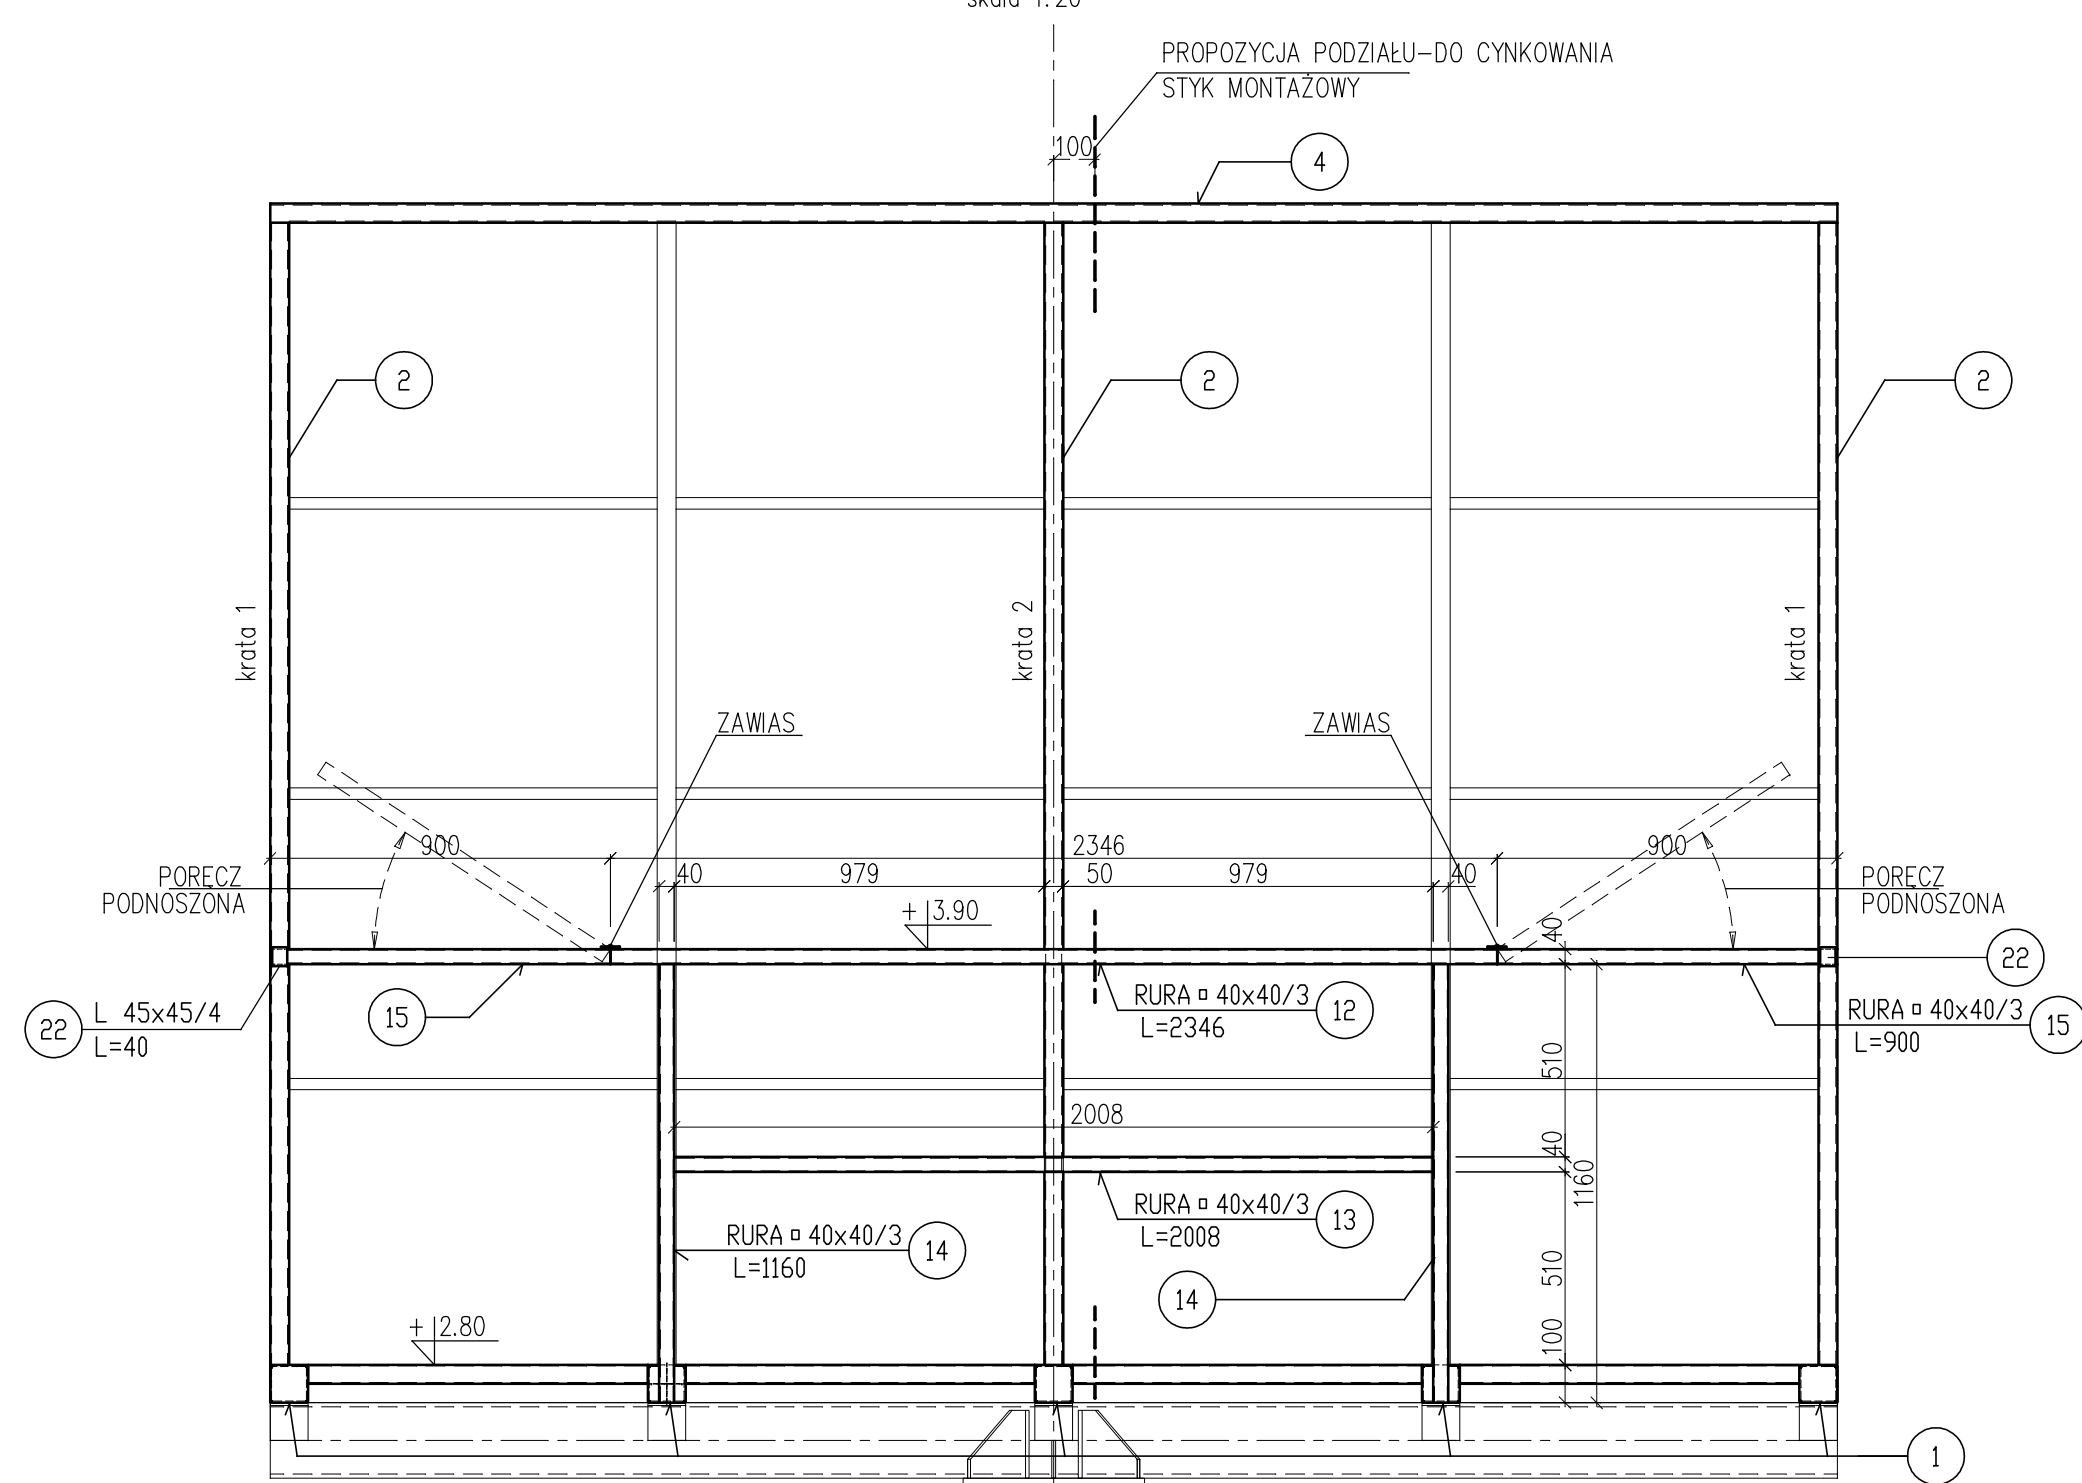 skala 1:20
PROPOZYCJA PODZIAŁU-DO CYNKOWANIA
STYK MONTAŻOWY
100
4
2
2
2
krata 1
krata 2
krata 1
ZAWIAS
ZAWIAS
900
2346
900
40
979
50
979
40
PORĘCZ
PODNOSZONA
PORĘCZ
PODNOSZONA
+ 3.90
40
22
L 45x45/4
L=40
22
15
RURA 40x40/3
L=2346
12
RURA 40x40/3
L=900
15
510
2008
40
1160
RURA 40x40/3
L=2008
13
RURA 40x40/3
L=1160
14
14
510
+ 2.80
100
1